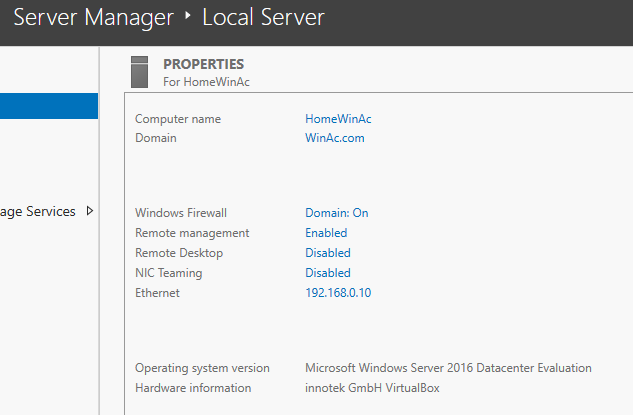 Server Manager ‣ Local Server
PROPERTIES
For HomeWinAc
Computer name HomeWinAc
Domain WinAc.com
age Services
Windows Firewall Domain: On
Remote management Enabled
Remote Desktop Disabled
NIC Teaming Disabled
Ethernet 192.168.0.10
Operating system version Microsoft Windows Server 2016 Datacenter Evaluation
Hardware information innotek GmbH VirtualBox